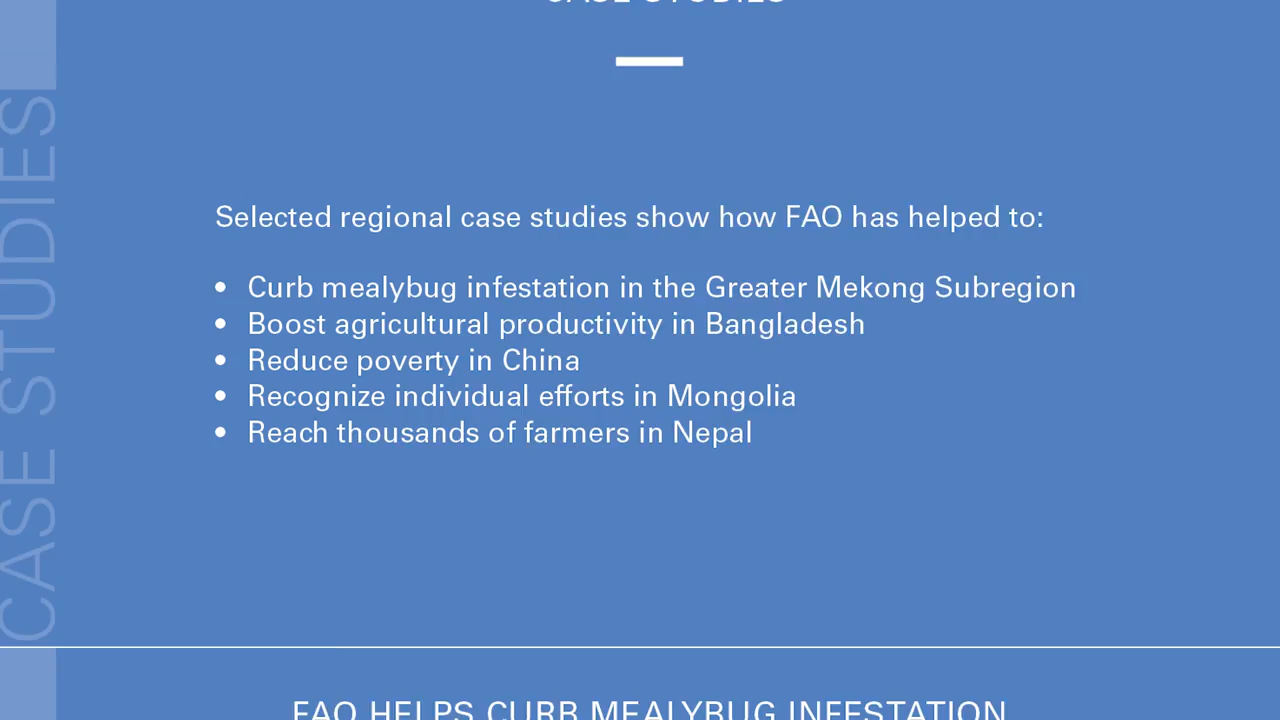 CASE STUDIES
CASE STUDIES
Selected regional case studies show how FAO has helped to:
• Curb mealybug infestation in the Greater Mekong Subregion
• Boost agricultural productivity in Bangladesh
• Reduce poverty in China
• Recognize individual efforts in Mongolia
• Reach thousands of farmers in Nepal
FAO HELPS CURB MEALYBUG INFESTATION